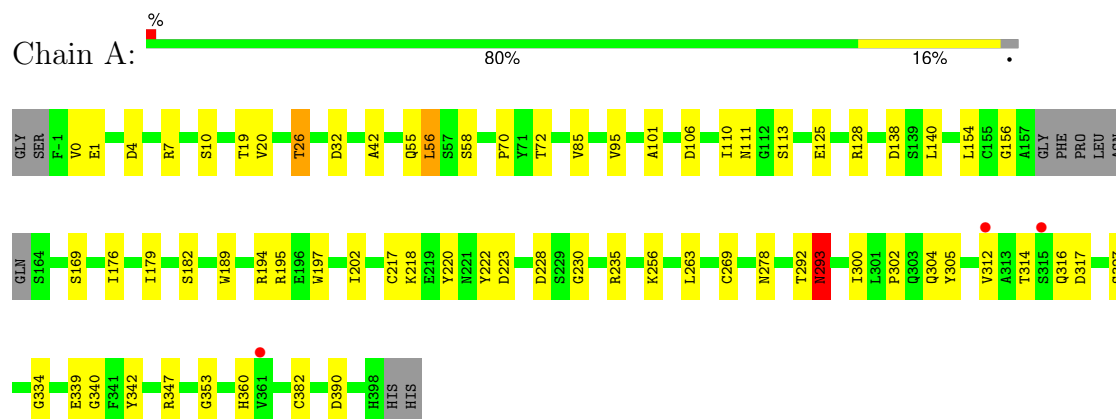 %
Chain A:
80% 16% •
GLY SER F-1 V0 E1 D4 R7 S10 T19 V20 T26 D32 A42 Q55 L56 S57 S58 P70 Y71 T72 V85 V95 A101 D106 I110 N111 G112 S113 E125 R128 D138 S139 L140 L154 C155 G156 A157 GLY PHE PRO LEU
GLN S164 S169 I176 I179 S182 W189 R194 R195 E196 W197 I202 C217 K218 E219 Y220 N221 Y222 D223 D228 S229 G230 R235 K256 L263 C269 N278 T292 N293 I300 L301 P302 Q303 Q304 Y305 V312 A313 T314 S315 Q316 D317
G334 E339 G340 F341 Y342 R347 G353 H360 V361 C382 D390 H398 HIS HIS